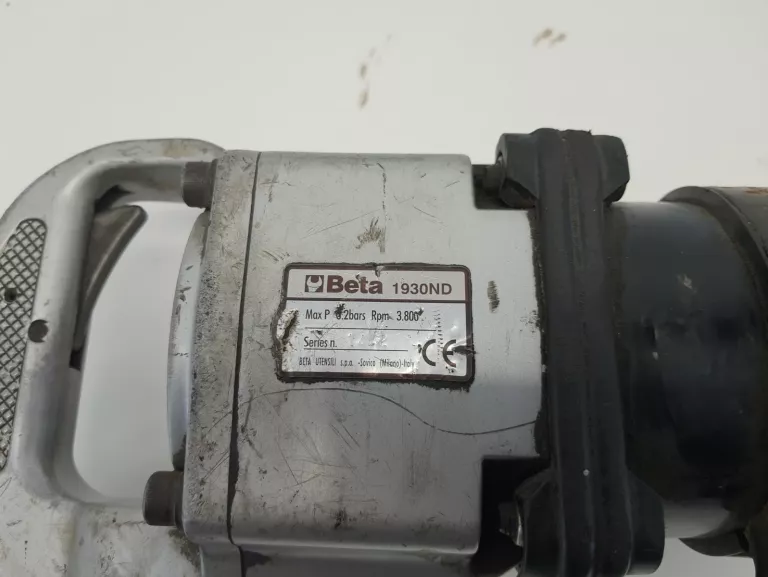 Beta 1930ND
Max P 6.2bars Rpm 3.800
Series n.
CE
BETA UTENSILI s.p.a. -Sovico (Milano)-Italy